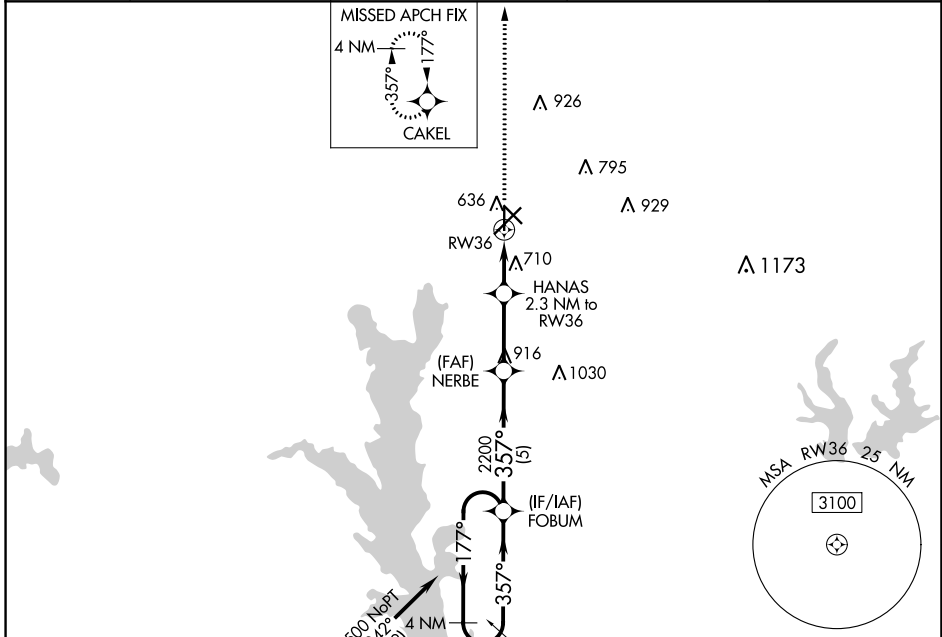 MISSED APCH FIX
4 NM
357°
177°
CAKEL
926
795
929
636
RW36
710
1173
HANAS
2.3 NM to
RW36
916
(FAF)
NERBE
1030
2200
357°
(5)
MSA RW36 25 NM
3100
(IF/IAF)
FOBUM
177°
357°
NoPT
4 NM